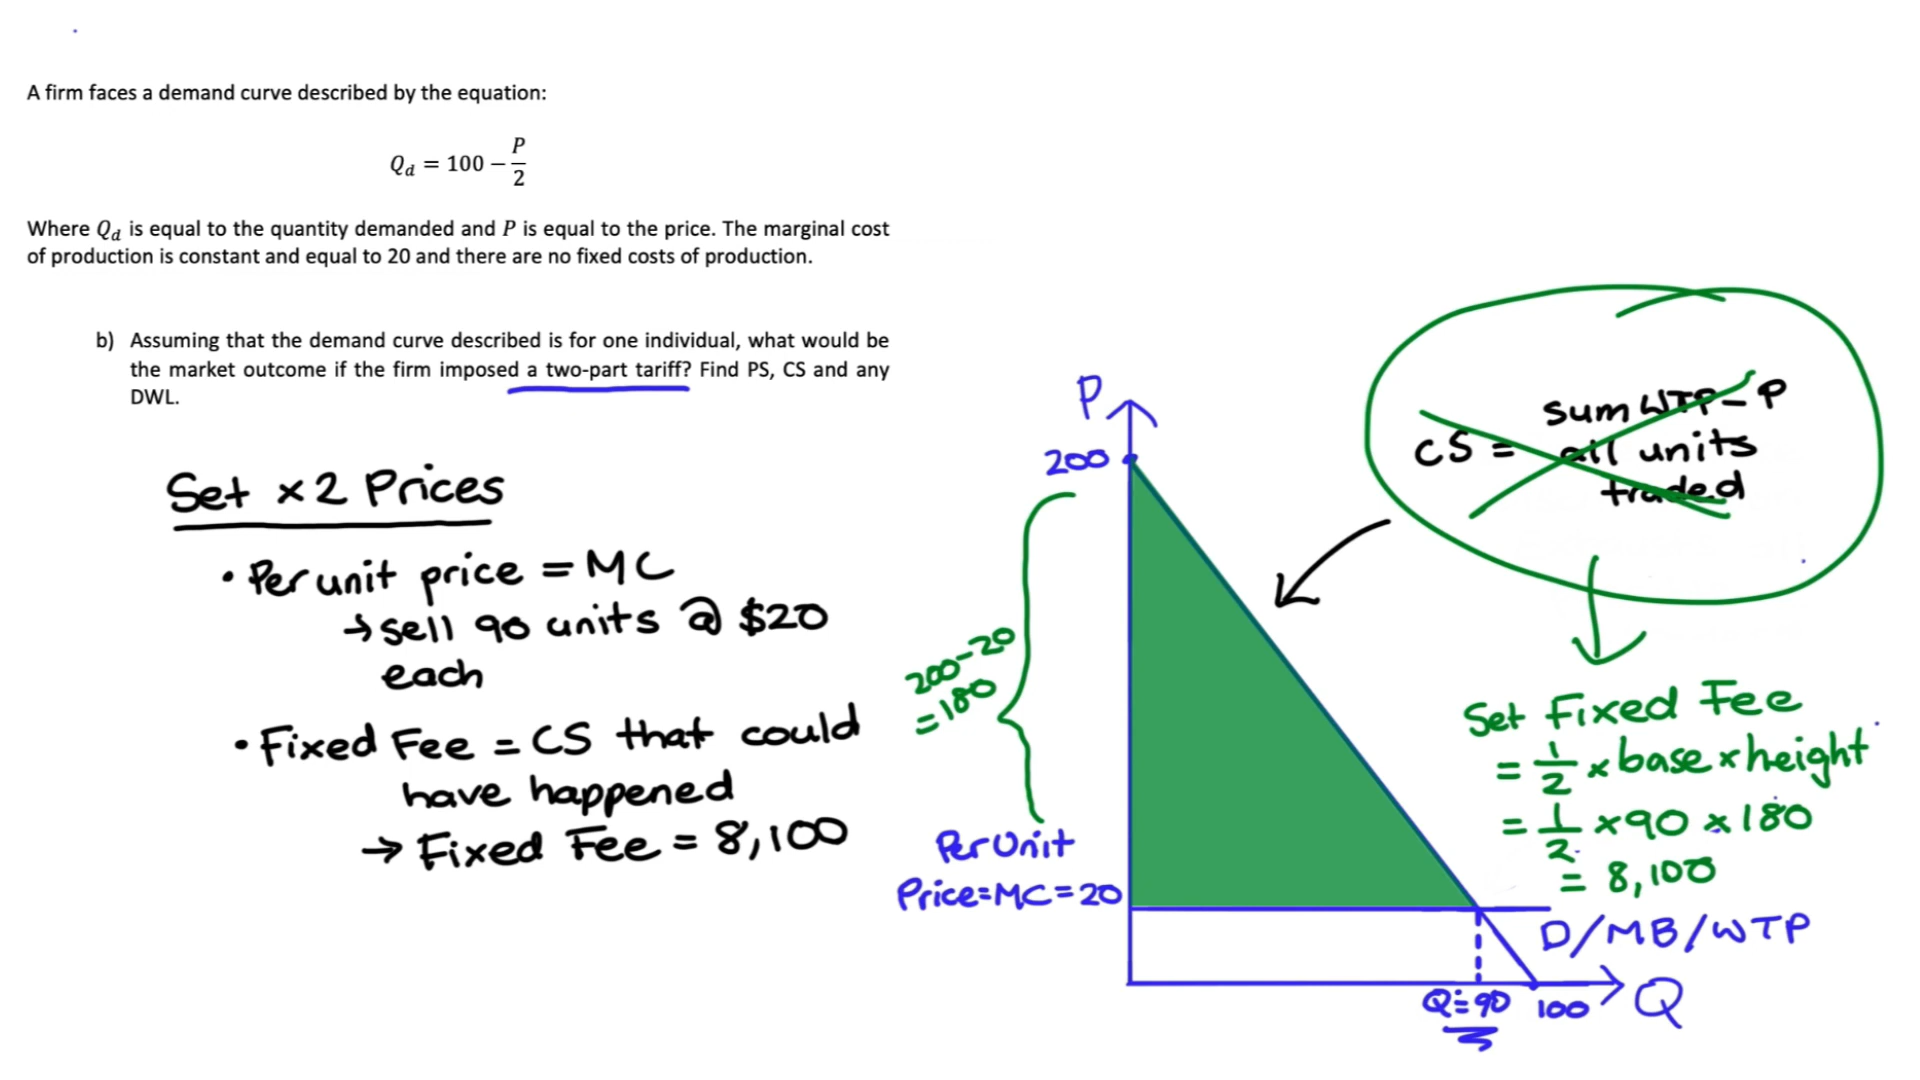 A firm faces a demand curve described by the equation:
Qd = 100 − P/2
Where Qd is equal to the quantity demanded and P is equal to the price. The marginal cost
of production is constant and equal to 20 and there are no fixed costs of production.
b) Assuming that the demand curve described is for one individual, what would be
the market outcome if the firm imposed a two-part tariff? Find PS, CS and any
DWL.
Set x2 Prices
• Per unit price = MC
→ sell 90 units @ $20
each
• Fixed Fee = CS that could
have happened
→ Fixed Fee = 8,100
P
200
200-20
=180
Per Unit
Price=MC=20
Q=90
100
Q
D/MB/WTP
sum WTP-P
CS = all units
traded
Set Fixed Fee
= 1/2 x base x height
= 1/2 x 90 x 180
= 8,100